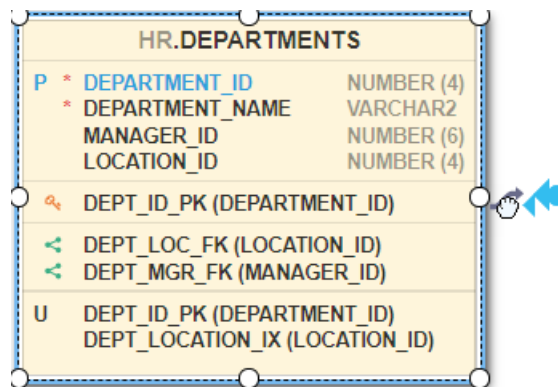 HR.DEPARTMENTS
P * DEPARTMENT_ID NUMBER (4)
* DEPARTMENT_NAME VARCHAR2
MANAGER_ID NUMBER (6)
LOCATION_ID NUMBER (4)
DEPT_ID_PK (DEPARTMENT_ID)
DEPT_LOC_FK (LOCATION_ID)
DEPT_MGR_FK (MANAGER_ID)
U DEPT_ID_PK (DEPARTMENT_ID)
DEPT_LOCATION_IX (LOCATION_ID)